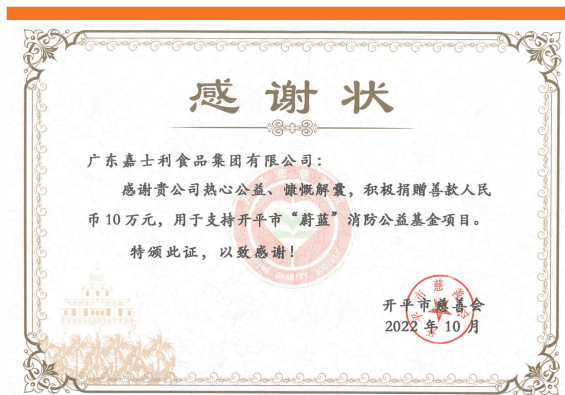 感谢状
广东嘉士利食品集团有限公司：
感谢贵公司热心公益、慷慨解囊，积极捐赠善款人民
币10万元，用于支持开平市“蔚蓝”消防公益基金项目。
特颁此证，以致感谢！
开平市慈善会
2022年10月